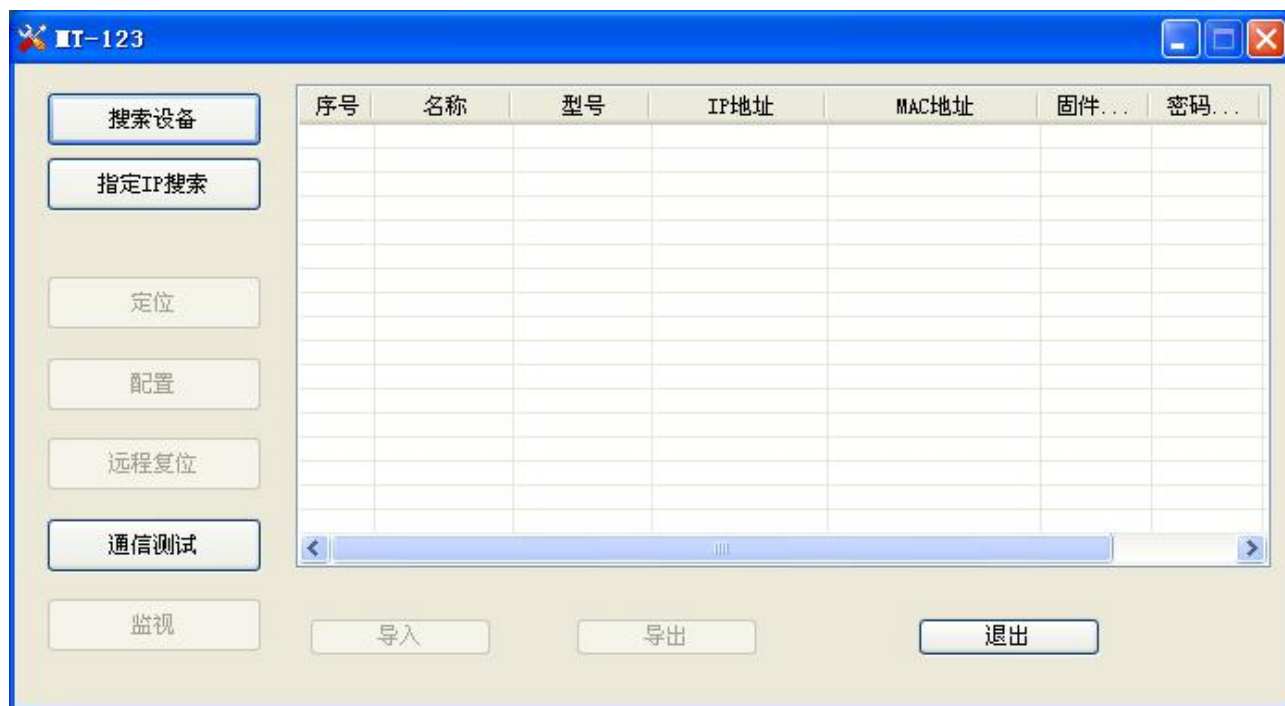 MT-123
搜索设备
指定IP搜索
定位
配置
远程复位
通信测试
监视
序号 名称 型号 IP地址 MAC地址 固件... 密码...
导入 导出 退出